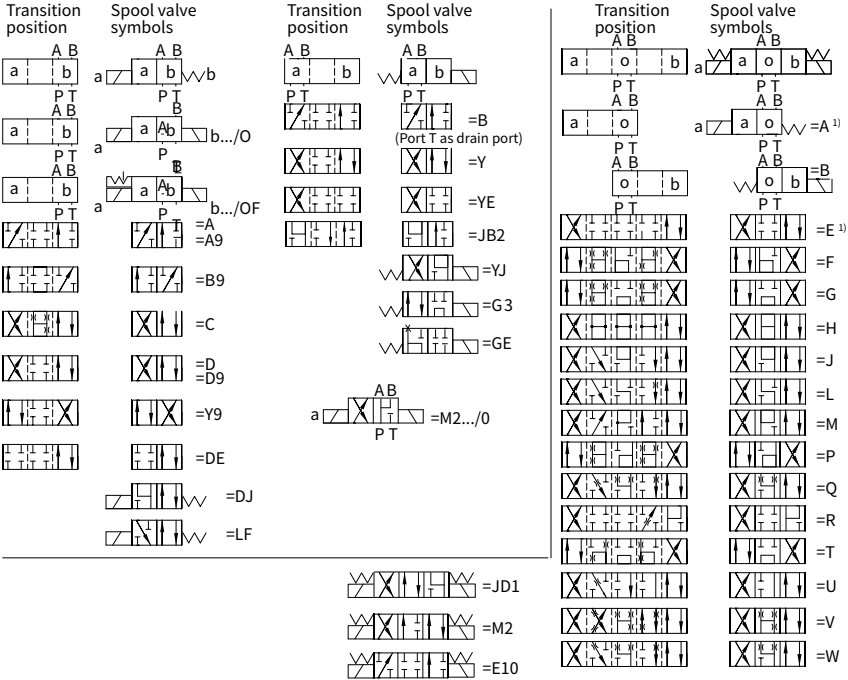 Transition position
Spool valve symbols
A B
A B
a
b
a
a
b
b
P T
P T
A B
B
a
b
a
a
A
b
b.../O
P T
P
A B
T
B
a
b
a
a
A
b
b.../OF
P T
P
T
=A
=A9
=B9
=C
=D
=D9
=Y9
=DE
=DJ
=LF
Transition position
Spool valve symbols
A B
A B
a
b
a
b
P T
P T
=B
(Port T as drain port)
=Y
=YE
=JB2
=YJ
=G3
=GE
A B
a
=M2.../0
P T
Transition position
Spool valve symbols
A B
A B
a
o
b
a
a
o
b
P T
P T
A B
A B
a
o
a
a
o
=A 1)
P T
P T
A B
A B
o
b
o
b
=B
P T
P T
=E 1)
=F
=G
=H
=J
=L
=M
=P
=Q
=R
=T
=U
=V
=W
=JD1
=M2
=E10